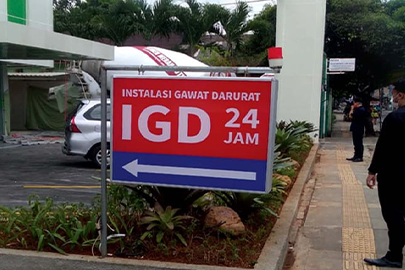 INSTALASI GAWAT DARURAT
IGD 24
JAM